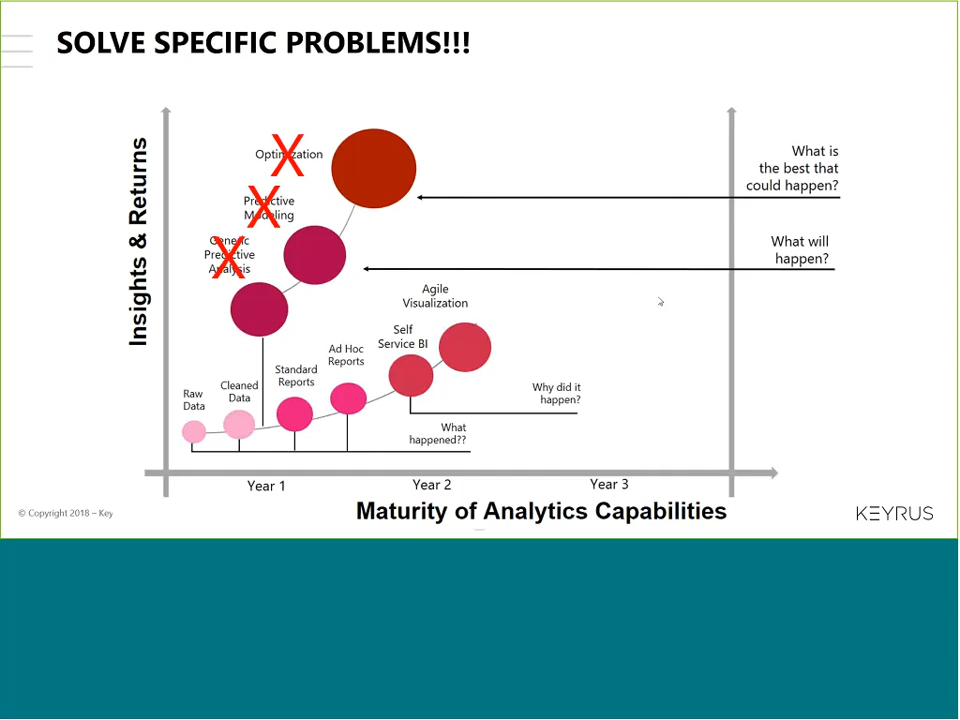 SOLVE SPECIFIC PROBLEMS!!!
Insights & Returns
Optimization
X
Predictive
Modeling
X
Generic
Predictive
Analysis
X
What is
the best that
could happen?
What will
happen?
Agile
Visualization
Self
Service BI
Ad Hoc
Reports
Standard
Reports
Cleaned
Data
Raw
Data
Why did it
happen?
What
happened??
Year 1
Year 2
Year 3
Maturity of Analytics Capabilities
© Copyright 2018 – Key
KEYRUS